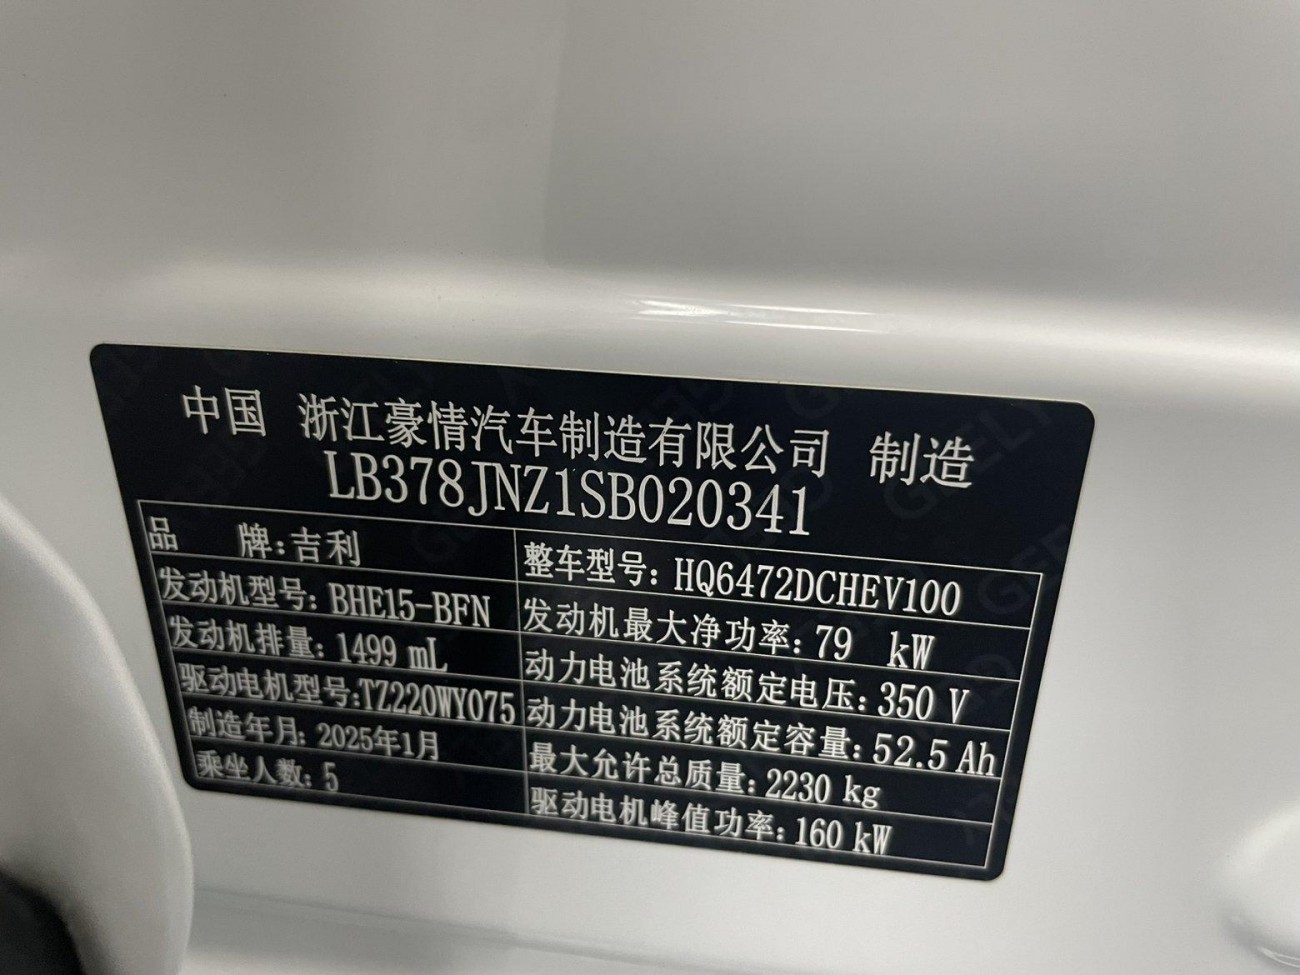 中国 浙江豪情汽车制造有限公司 制造
LB378JNZ1SB020341
品 牌:吉利 整车型号:HQ6472DCHEV100
发动机型号:BHE15-BFN 发动机最大净功率:79 kW
发动机排量:1499 mL 动力电池系统额定电压:350 V
驱动电机型号:TZ220WY075 动力电池系统额定容量:52.5 Ah
制造年月:2025年1月 最大允许总质量:2230 kg
乘坐人数:5 驱动电机峰值功率:160 kW